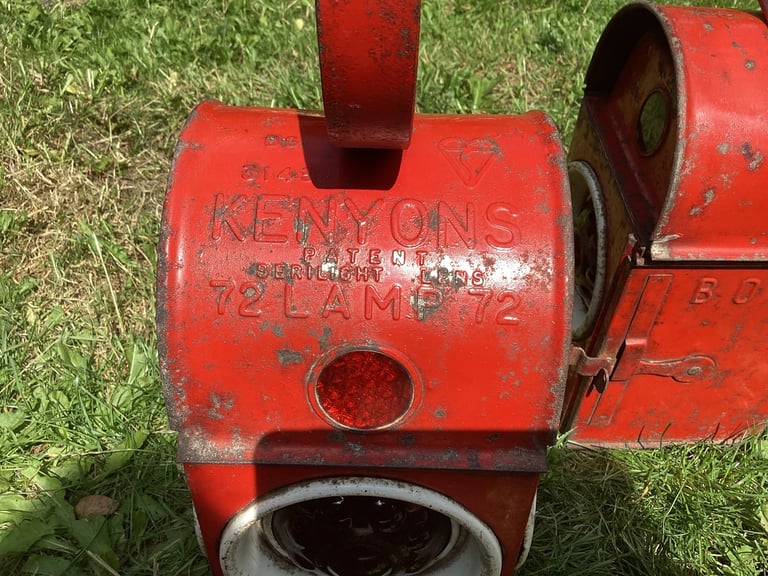 KENYONS
PATENT
SERILIGHT LENS
72 LAMP 72
BO